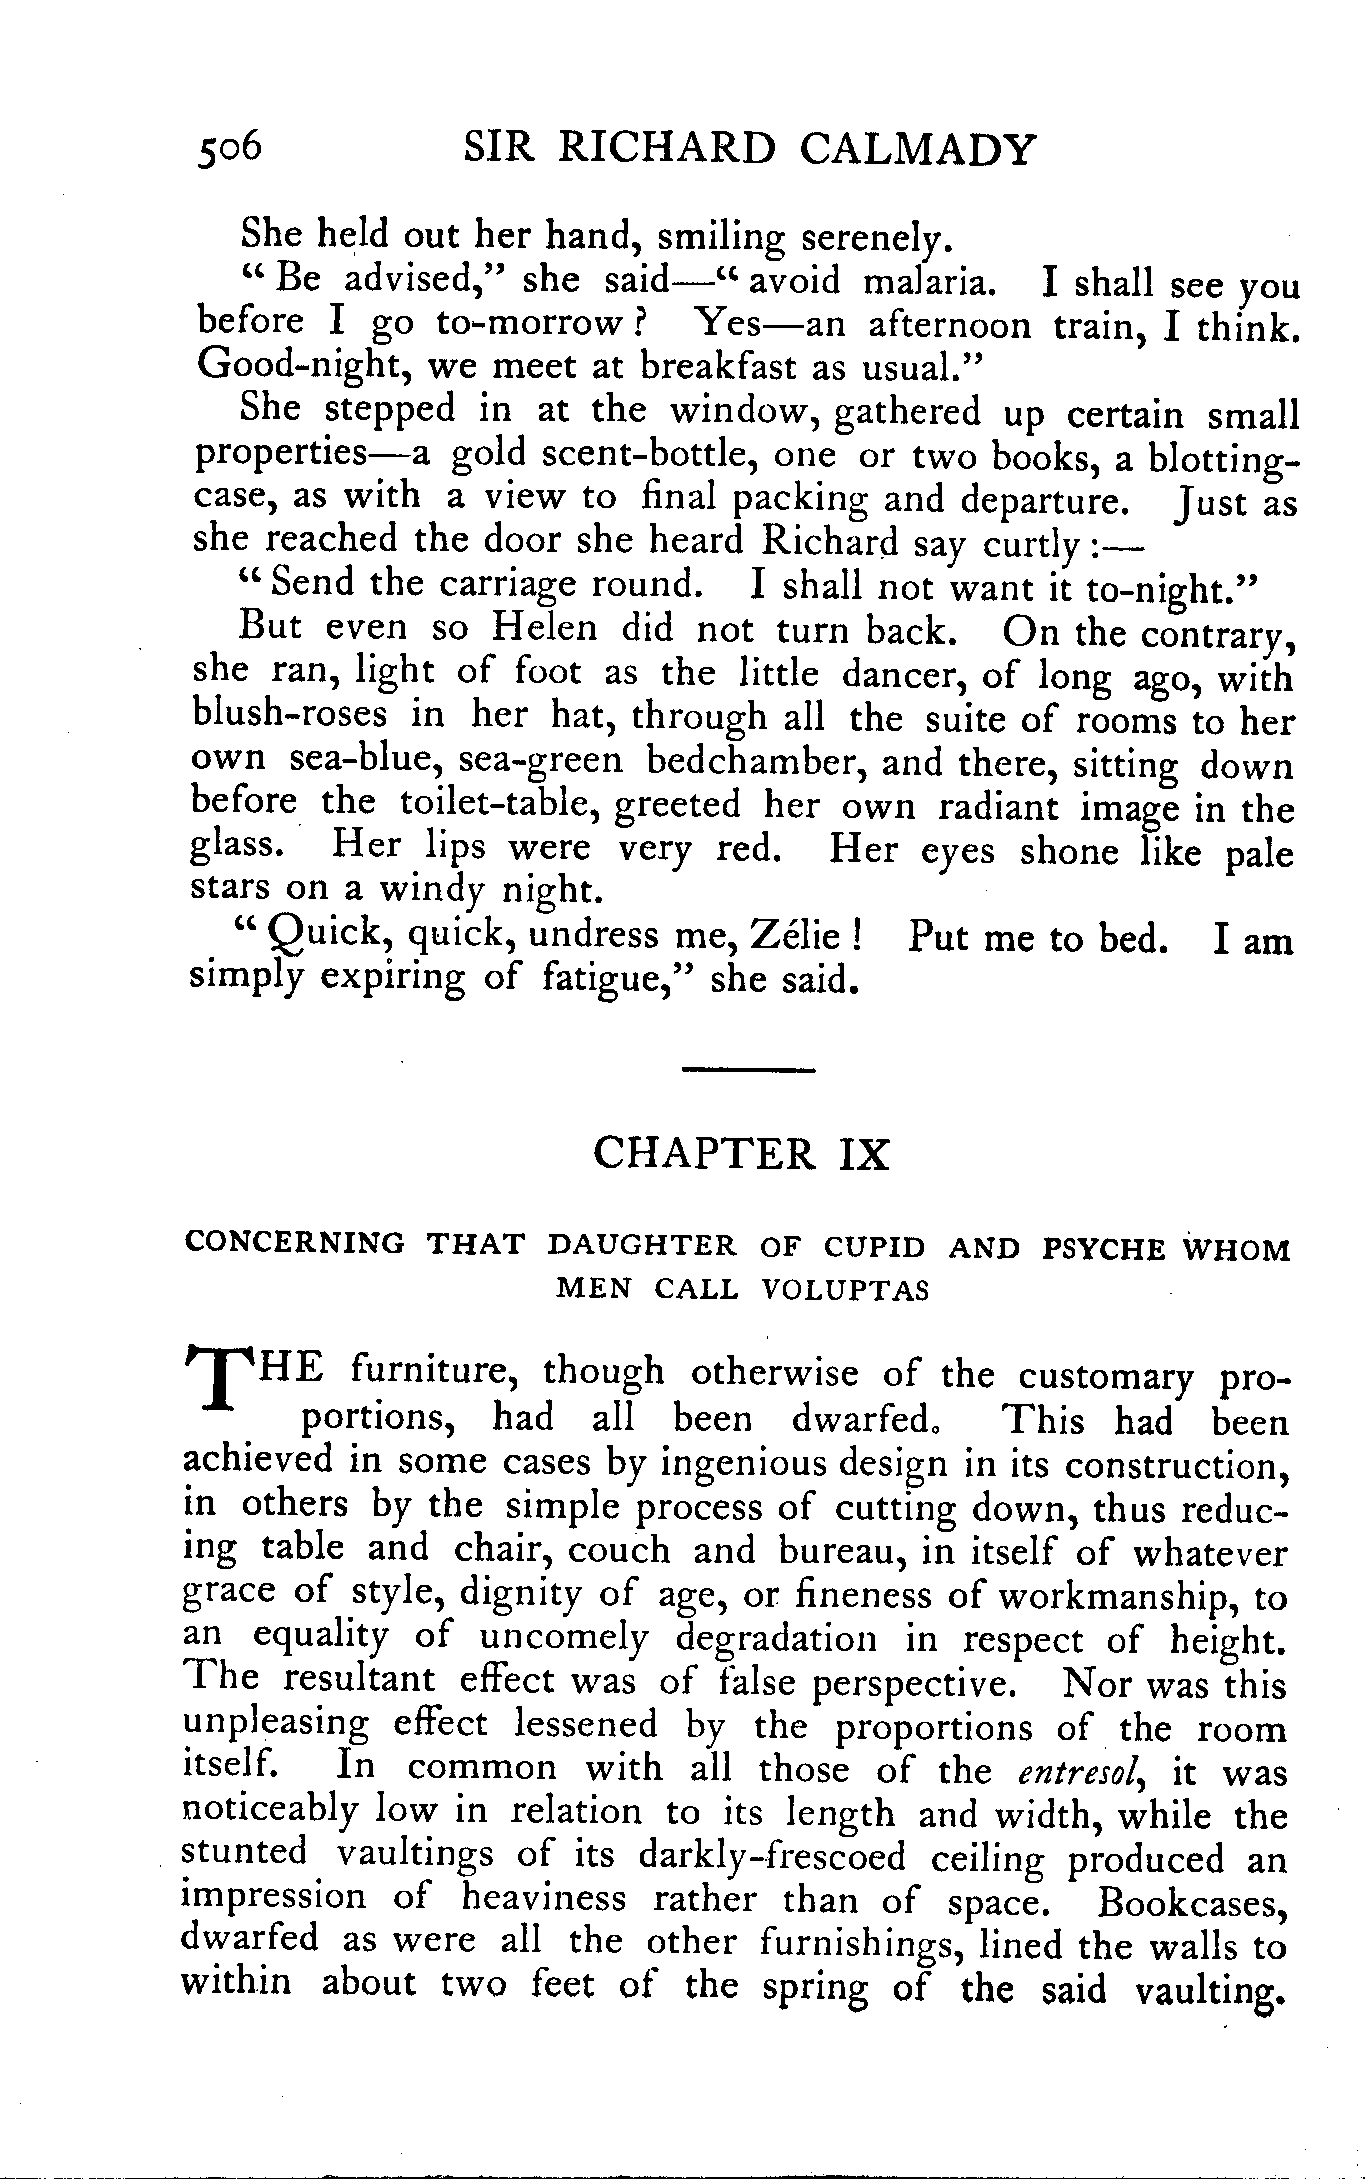 506 SIR RICHARD CALMADY
She held out her hand, smiling serenely.
“ Be advised,” she said—“ avoid malaria. I shall see you
before I go to-morrow ? Yes—an afternoon train, I think.
Good-night, we meet at breakfast as usual.”
She stepped in at the window, gathered up certain small
properties—a gold scent-bottle, one or two books, a blotting-
case, as with a view to final packing and departure. Just as
she reached the door she heard Richard say curtly :—
“ Send the carriage round. I shall not want it to-night.”
But even so Helen did not turn back. On the contrary,
she ran, light of foot as the little dancer, of long ago, with
blush-roses in her hat, through all the suite of rooms to her
own sea-blue, sea-green bedchamber, and there, sitting down
before the toilet-table, greeted her own radiant image in the
glass. Her lips were very red. Her eyes shone like pale
stars on a windy night.
“ Quick, quick, undress me, Zélie ! Put me to bed. I am
simply expiring of fatigue,” she said.
CHAPTER IX
CONCERNING THAT DAUGHTER OF CUPID AND PSYCHE WHOM
MEN CALL VOLUPTAS
THE furniture, though otherwise of the customary pro-
portions, had all been dwarfed. This had been
achieved in some cases by ingenious design in its construction,
in others by the simple process of cutting down, thus reduc-
ing table and chair, couch and bureau, in itself of whatever
grace of style, dignity of age, or fineness of workmanship, to
an equality of uncomely degradation in respect of height.
The resultant effect was of false perspective. Nor was this
unpleasing effect lessened by the proportions of the room
itself. In common with all those of the entresol, it was
noticeably low in relation to its length and width, while the
stunted vaultings of its darkly-frescoed ceiling produced an
impression of heaviness rather than of space. Bookcases,
dwarfed as were all the other furnishings, lined the walls to
within about two feet of the spring of the said vaulting.